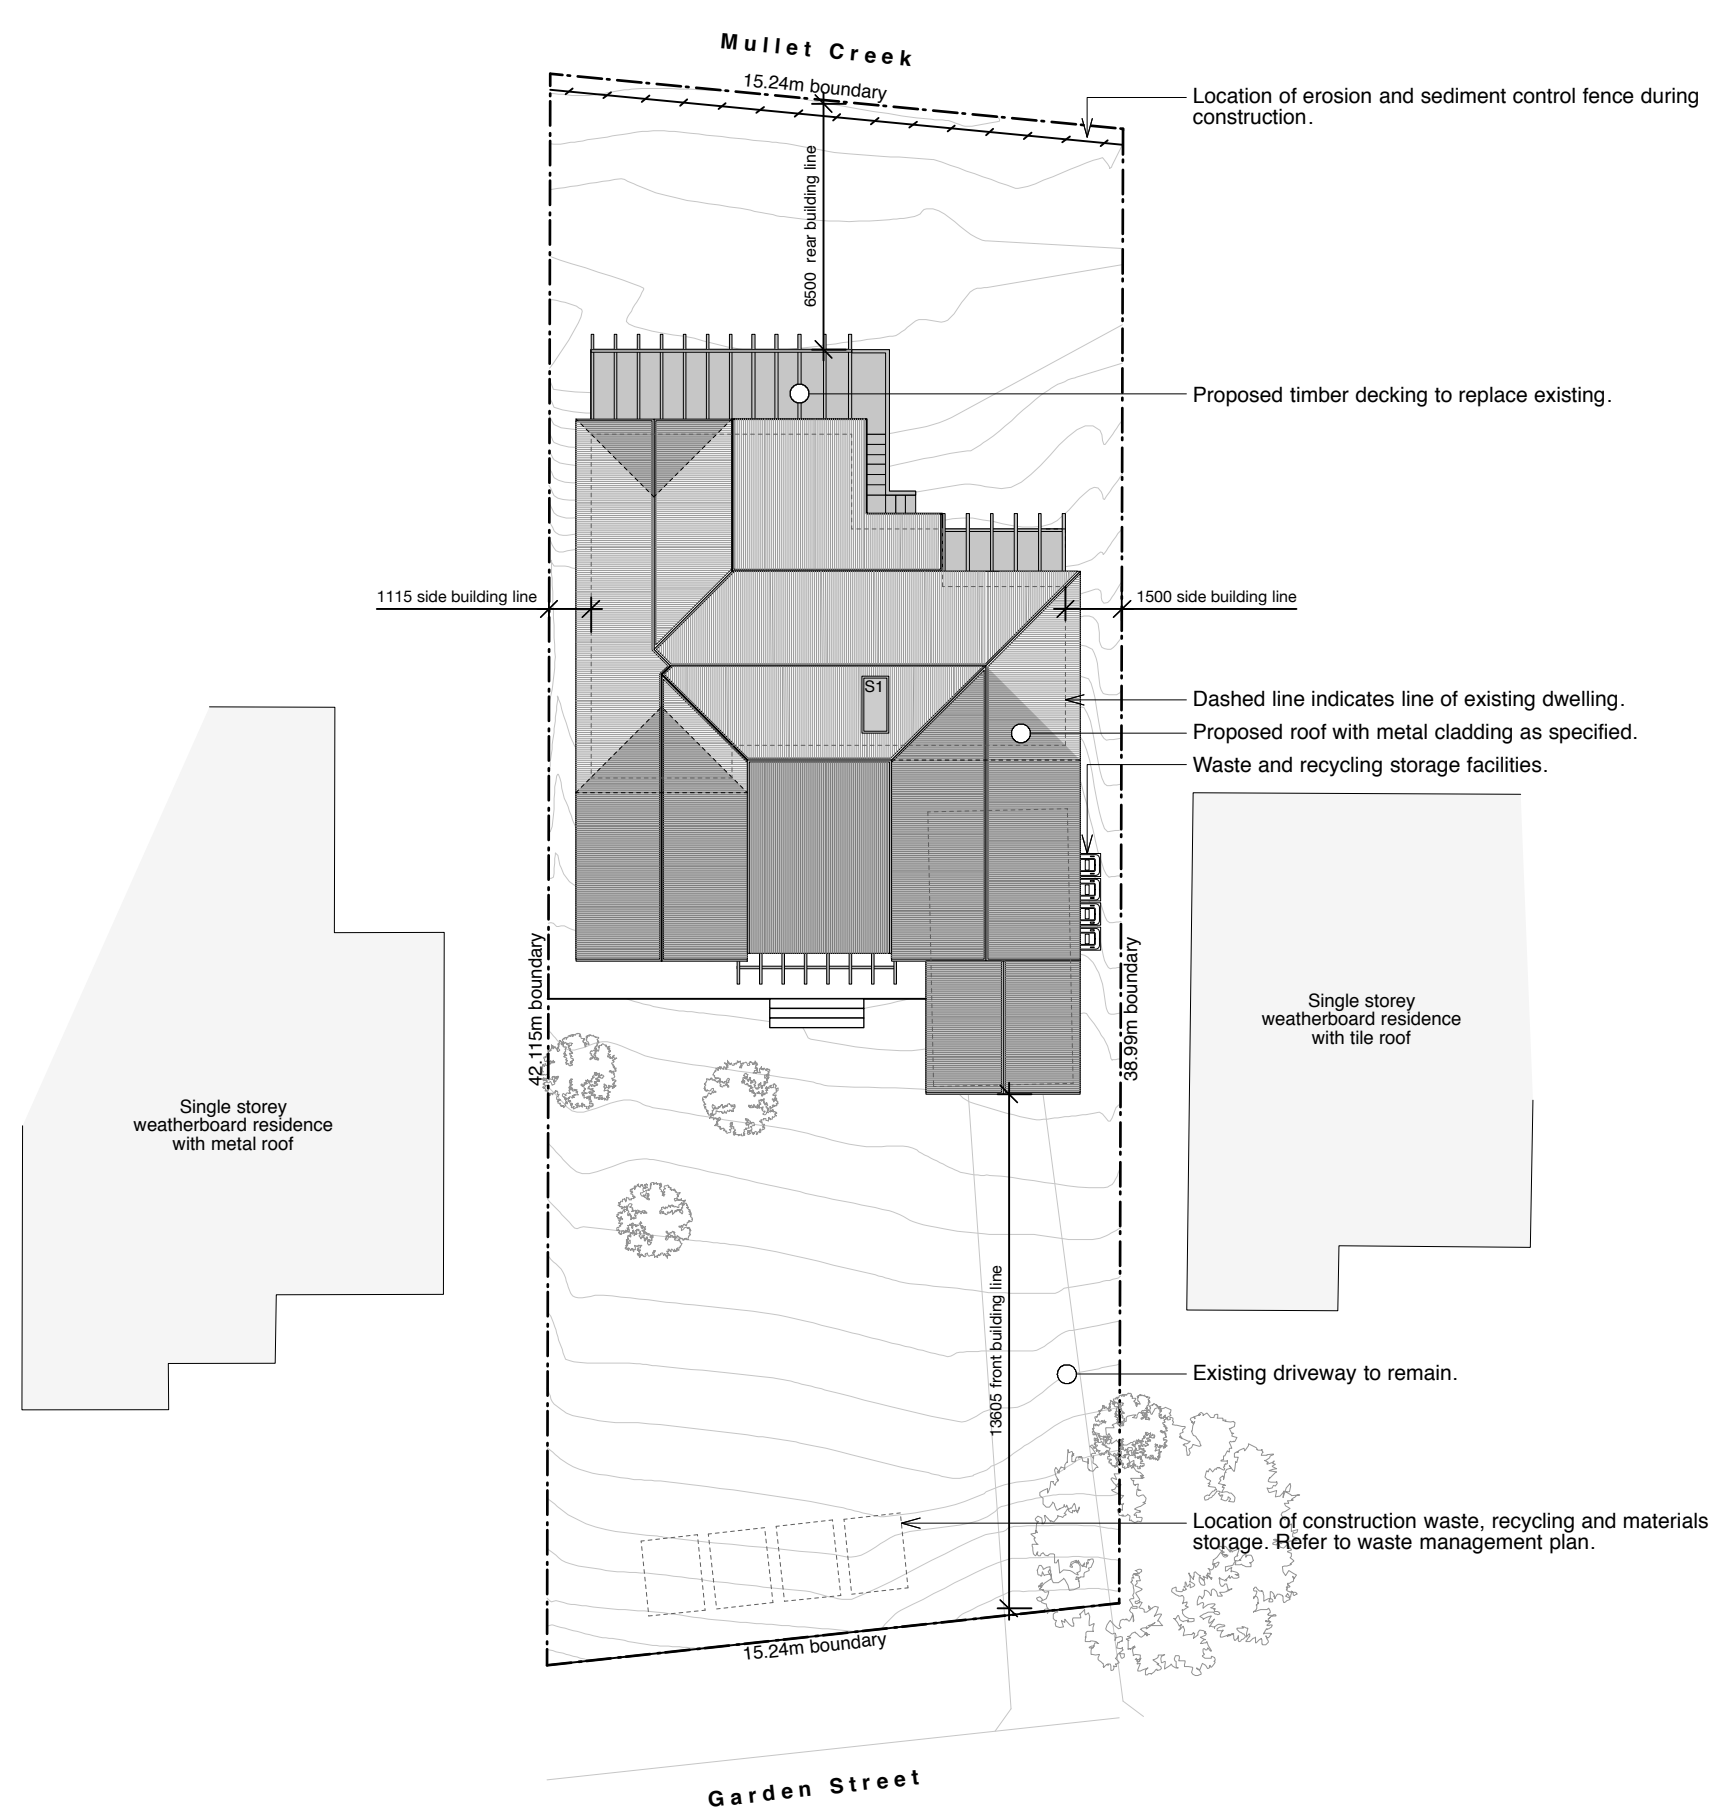 Mullet Creek
15.24m boundary
Location of erosion and sediment control fence during
construction.
6500 rear building line
Proposed timber decking to replace existing.
1115 side building line
1500 side building line
S1
Dashed line indicates line of existing dwelling.
Proposed roof with metal cladding as specified.
Waste and recycling storage facilities.
42.115m boundary
38.99m boundary
Single storey
weatherboard residence
with tile roof
Single storey
weatherboard residence
with metal roof
13605 front building line
Existing driveway to remain.
Location of construction waste, recycling and materials
storage. Refer to waste management plan.
15.24m boundary
Garden Street